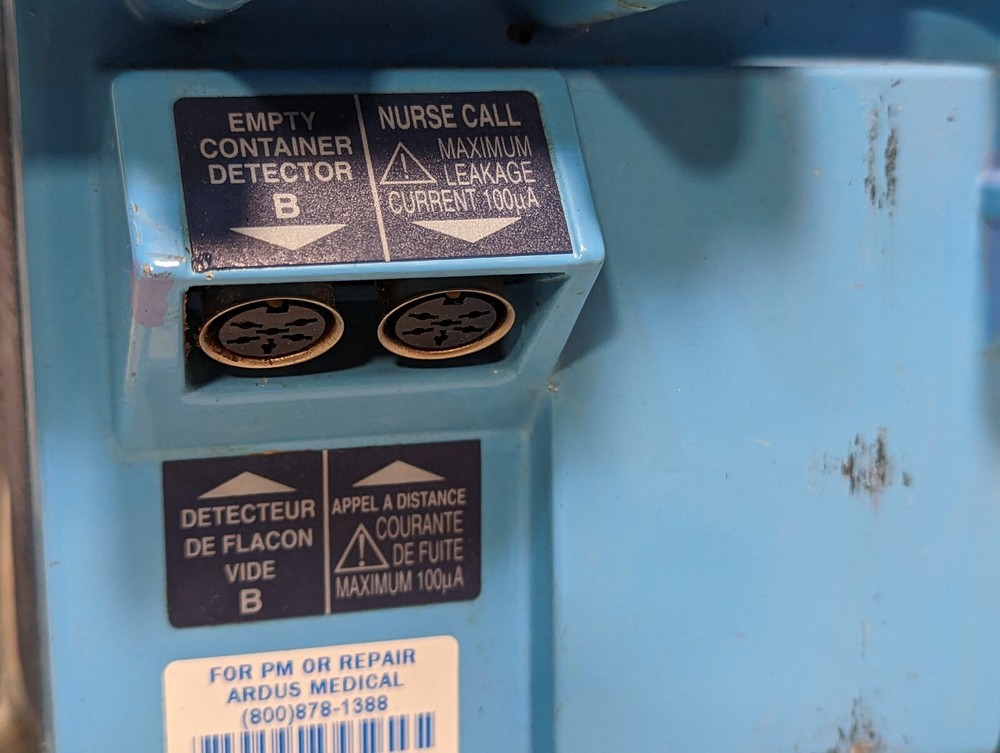 EMPTY
CONTAINER
DETECTOR
B
NURSE CALL
MAXIMUM
LEAKAGE
CURRENT 100µA
DETECTEUR
DE FLACON
VIDE
B
APPEL A DISTANCE
COURANTE
DE FUITE
MAXIMUM 100µA
FOR PM OR REPAIR
ARDUS MEDICAL
(800)878-1388